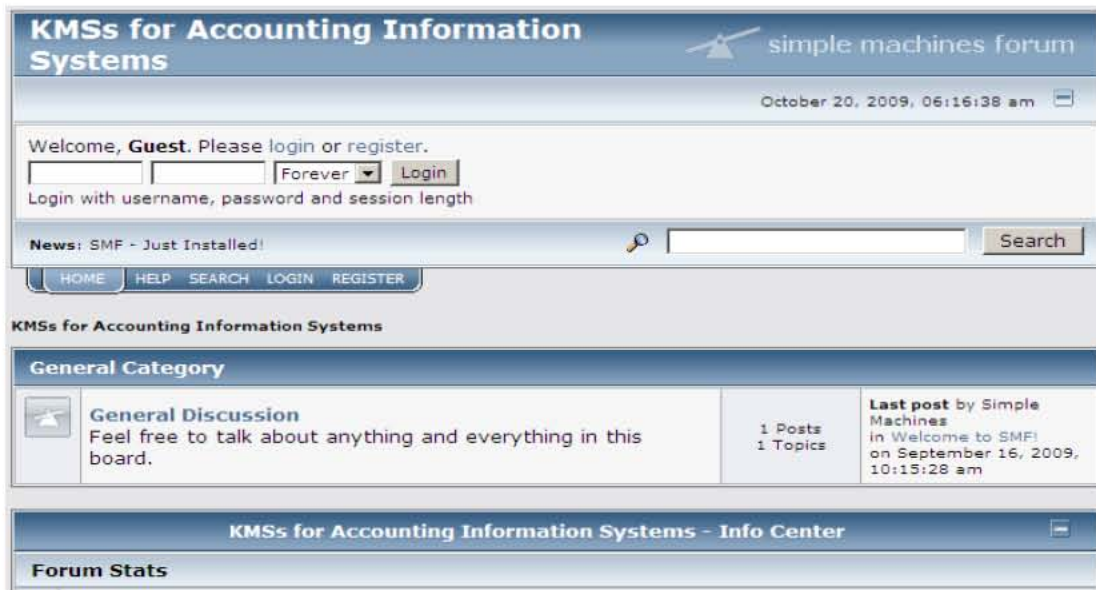 KMSs for Accounting Information
Systems
simple machines forum
October 20, 2009, 06:16:38 am
Welcome, Guest. Please login or register.
Forever Login
Login with username, password and session length
News: SMF - Just Installed!
Search
HOME HELP SEARCH LOGIN REGISTER
KMSs for Accounting Information Systems
General Category
General Discussion
Feel free to talk about anything and everything in this
board.
1 Posts
1 Topics
Last post by Simple
Machines
in Welcome to SMF!
on September 16, 2009,
10:15:28 am
KMSs for Accounting Information Systems - Info Center
Forum Stats